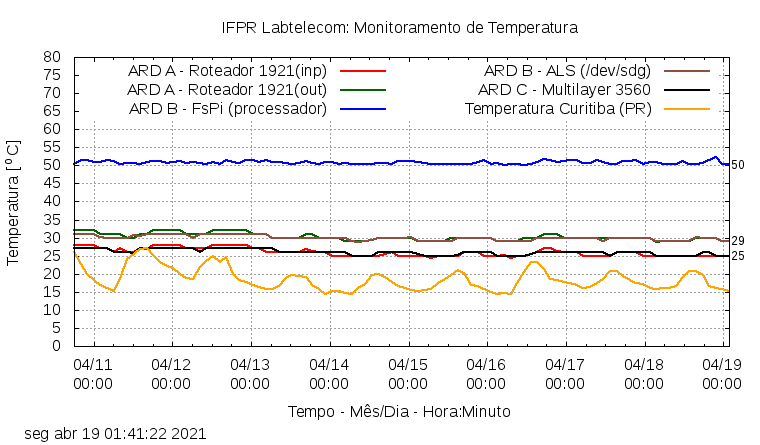 IFPR Labtelecom: Monitoramento de Temperatura
Temperatura [ºC]
80
75
70
65
60
55
50
45
40
35
30
25
20
15
10
5
0
ARD A - Roteador 1921(inp)
ARD A - Roteador 1921(out)
ARD B - FsPi (processador)
ARD B - ALS (/dev/sdg)
ARD C - Multilayer 3560
Temperatura Curitiba (PR)
50
29
25
04/11 04/12 04/13 04/14 04/15 04/16 04/17 04/18 04/19
00:00 00:00 00:00 00:00 00:00 00:00 00:00 00:00 00:00
Tempo - Mês/Dia - Hora:Minuto
seg abr 19 01:41:22 2021